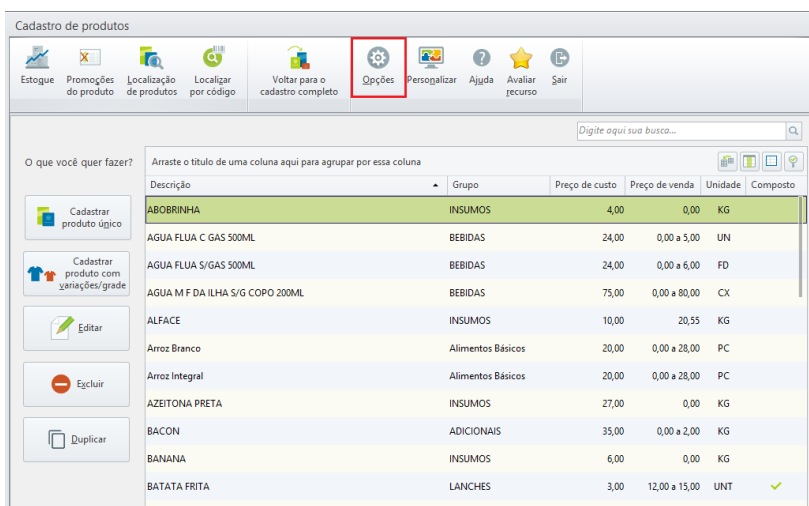 Cadastro de produtos
Estoque Promoções do produto Localização de produtos Localizar por código Voltar para o cadastro completo Opções Personalizar Ajuda Avaliar recurso Sair
Digite aqui sua busca...
O que você quer fazer?
Cadastrar produto único
Cadastrar produto com variações/grade
Editar
Excluir
Duplicar
Arraste o titulo de uma coluna aqui para agrupar por essa coluna
Descrição Grupo Preço de custo Preço de venda Unidade Composto
ABOBRINHA INSUMOS 4,00 0,00 KG
AGUA FLUA C GAS 500ML BEBIDAS 24,00 0,00 a 5,00 UN
AGUA FLUA S/GAS 500ML BEBIDAS 24,00 0,00 a 6,00 FD
AGUA M F DA ILHA S/G COPO 200ML BEBIDAS 75,00 0,00 a 80,00 CX
ALFACE INSUMOS 10,00 20,55 KG
Arroz Branco Alimentos Básicos 20,00 0,00 a 28,00 PC
Arroz Integral Alimentos Básicos 20,00 0,00 a 28,00 PC
AZEITONA PRETA INSUMOS 27,00 0,00 KG
BACON ADICIONAIS 35,00 0,00 a 2,00 KG
BANANA INSUMOS 6,00 0,00 KG
BATATA FRITA LANCHES 3,00 12,00 a 15,00 UNT